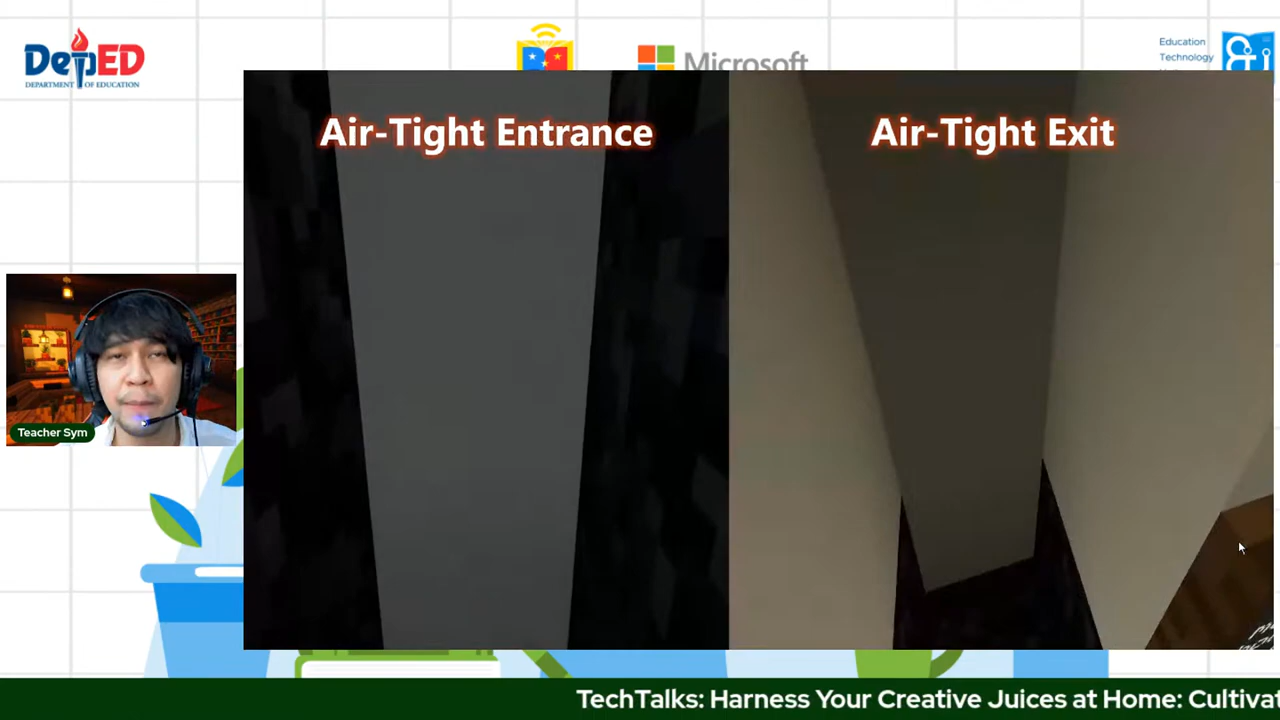 DepED
DEPARTMENT OF EDUCATION
Microsoft
Education
Technology
Air-Tight Entrance
Air-Tight Exit
Teacher Sym
TechTalks: Harness Your Creative Juices at Home: Cultivat